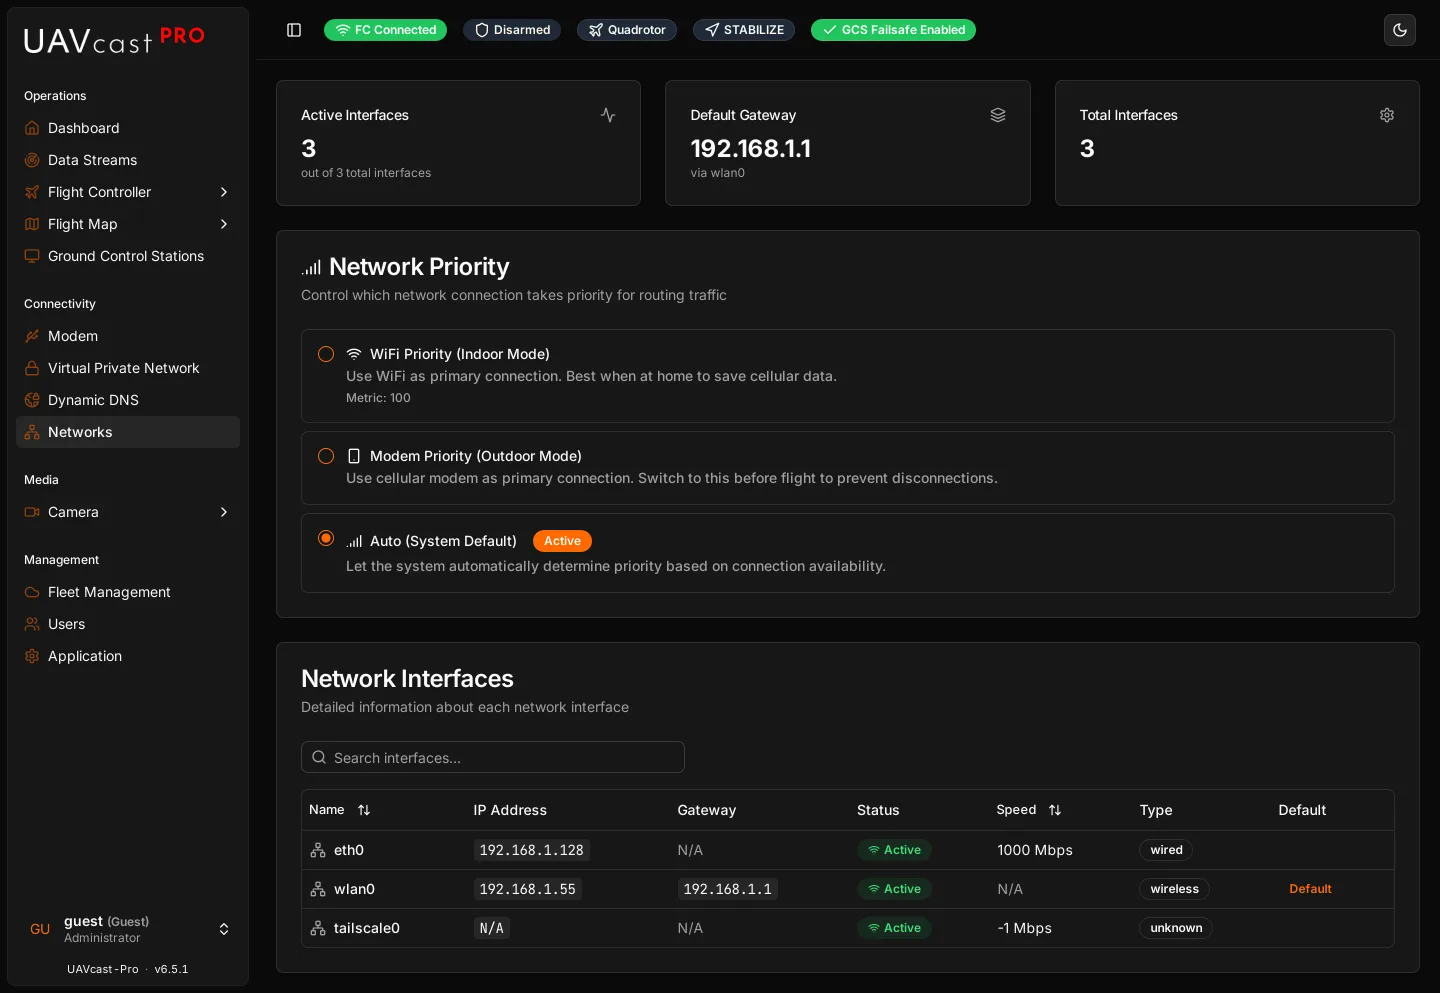 UAVcast PRO
Operations
Dashboard
Data Streams
Flight Controller
Flight Map
Ground Control Stations
Connectivity
Modem
Virtual Private Network
Dynamic DNS
Networks
Media
Camera
Management
Fleet Management
Users
Application
GU
guest (Guest)
Administrator
UAVcast-Pro · v6.5.1
FC Connected
Disarmed
Quadrotor
STABILIZE
GCS Failsafe Enabled
Active Interfaces
3
out of 3 total interfaces
Default Gateway
192.168.1.1
via wlan0
Total Interfaces
3
Network Priority
Control which network connection takes priority for routing traffic
WiFi Priority (Indoor Mode)
Use WiFi as primary connection. Best when at home to save cellular data.
Metric: 100
Modem Priority (Outdoor Mode)
Use cellular modem as primary connection. Switch to this before flight to prevent disconnections.
Auto (System Default) Active
Let the system automatically determine priority based on connection availability.
Network Interfaces
Detailed information about each network interface
Search interfaces...
Name IP Address Gateway Status Speed Type Default
eth0 192.168.1.128 N/A Active 1000 Mbps wired
wlan0 192.168.1.55 192.168.1.1 Active N/A wireless Default
tailscale0 N/A N/A Active -1 Mbps unknown